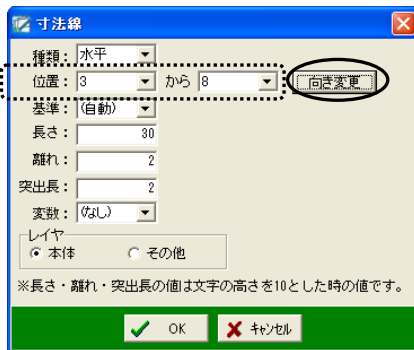 寸法線
種類： 水平
位置： 3 から 8 向き変更
基準： (自動)
長さ： 30
離れ： 2
突出長： 2
変数： (なし)
レイヤ
本体 その他
※長さ・離れ・突出長の値は文字の高さを10とした時の値です。
OK キャンセル